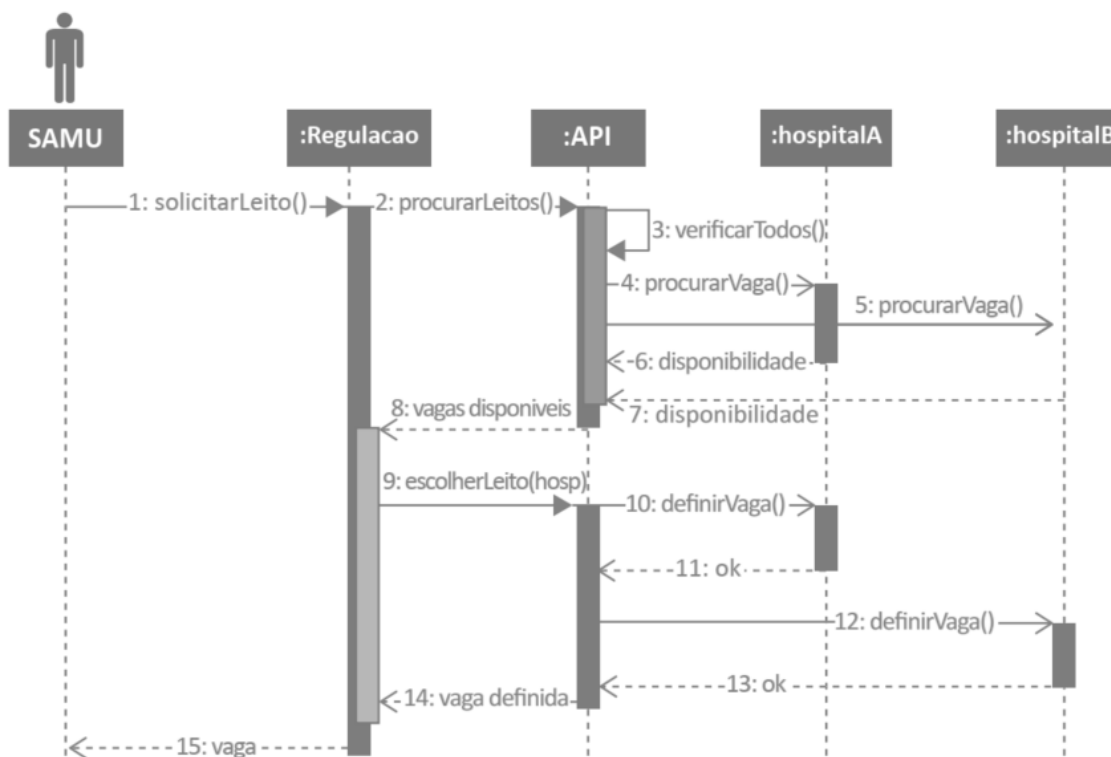 SAMU
:Regulacao
:API
:hospitalA
:hospitalB
1: solicitarLeito()
2: procurarLeitos()
3: verificarTodos()
4: procurarVaga()
5: procurarVaga()
6: disponibilidade
7: disponibilidade
8: vagas disponiveis
9: escolherLeito(hosp)
10: definirVaga()
11: ok
12: definirVaga()
13: ok
14: vaga definida
15: vaga